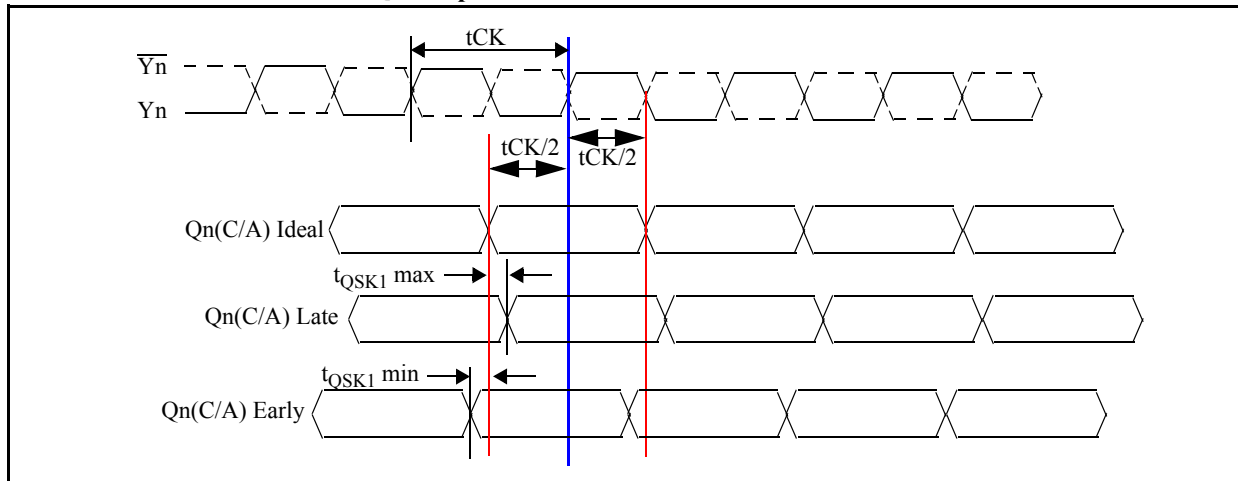 tCK
Yn
Yn
tCK/2
tCK/2
Qn(C/A) Ideal
tQSK1 max
Qn(C/A) Late
tQSK1 min
Qn(C/A) Early